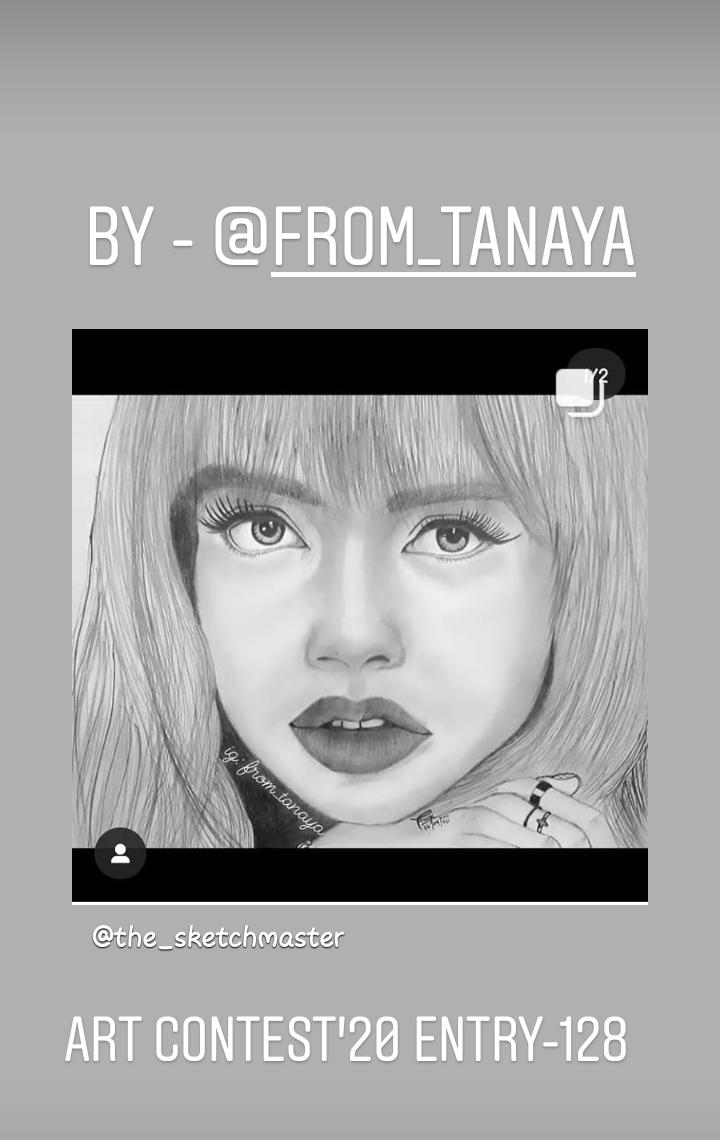 BY - @FROM_TANAYA
1/2
ig: from_tanaya
@the_sketchmaster
ART CONTEST'20 ENTRY-128